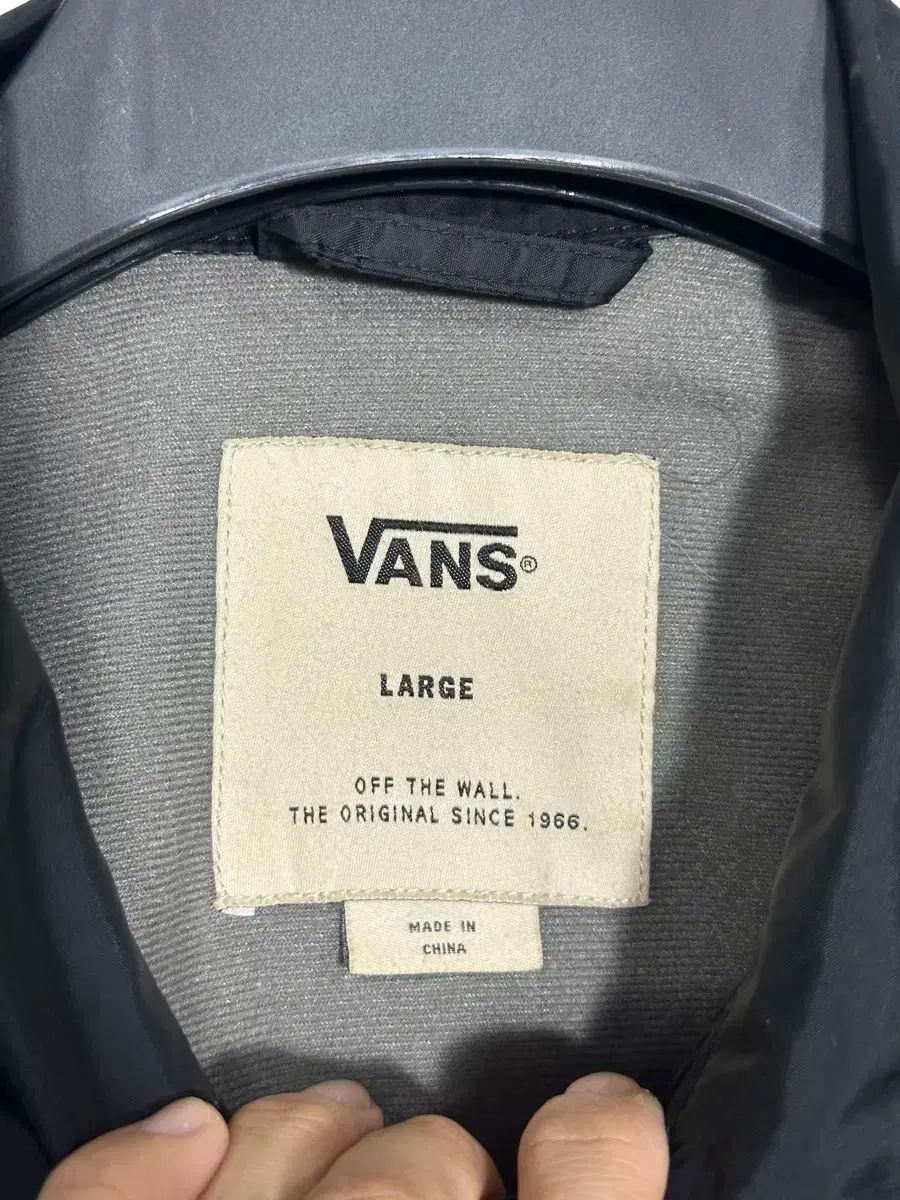 VANS®
LARGE
OFF THE WALL.
THE ORIGINAL SINCE 1966.
MADE IN
CHINA